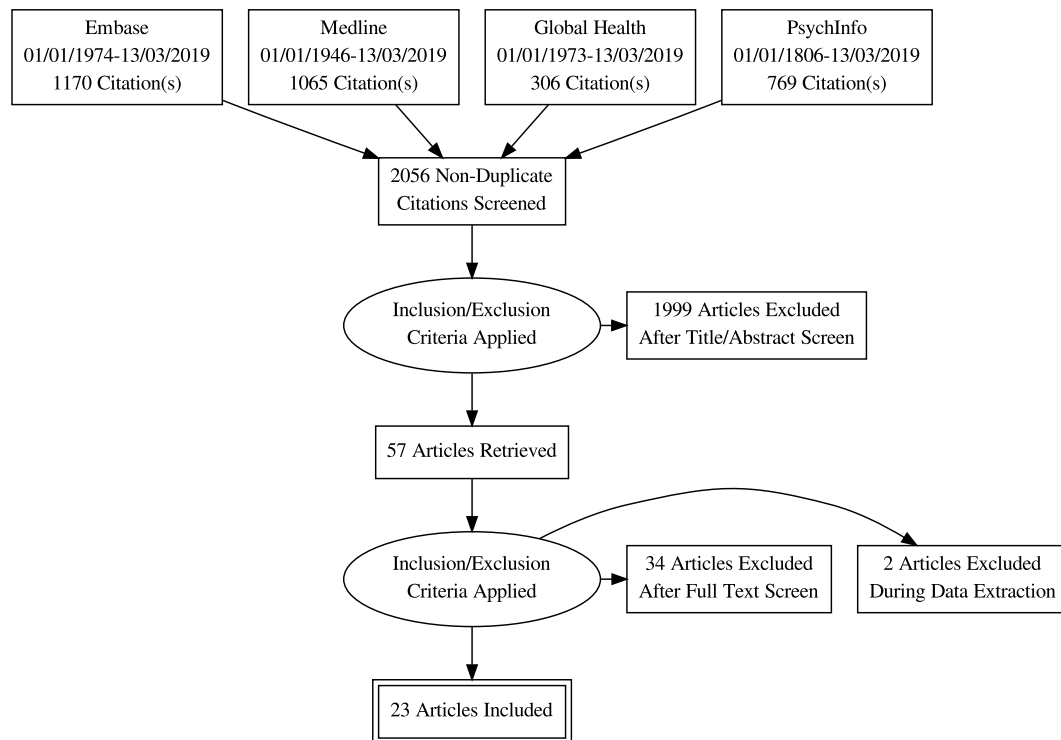 Embase
01/01/1974-13/03/2019
1170 Citation(s)
Medline
01/01/1946-13/03/2019
1065 Citation(s)
Global Health
01/01/1973-13/03/2019
306 Citation(s)
PsychInfo
01/01/1806-13/03/2019
769 Citation(s)
2056 Non-Duplicate
Citations Screened
Inclusion/Exclusion
Criteria Applied
1999 Articles Excluded
After Title/Abstract Screen
57 Articles Retrieved
Inclusion/Exclusion
Criteria Applied
34 Articles Excluded
After Full Text Screen
2 Articles Excluded
During Data Extraction
23 Articles Included